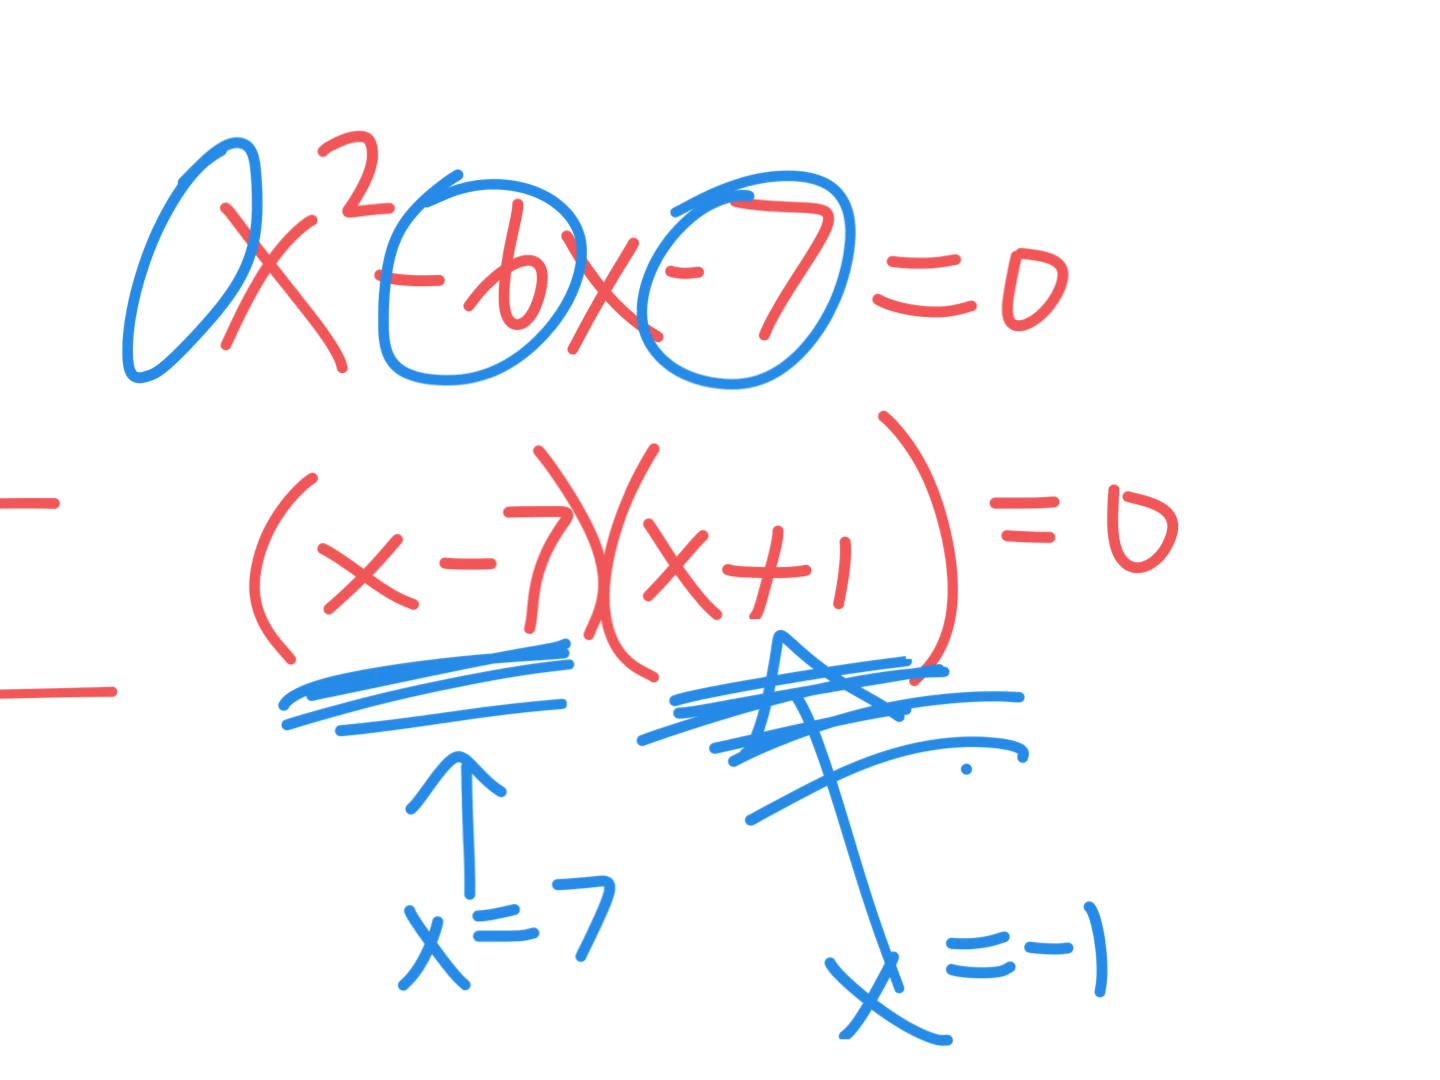 x² - 6x - 7 = 0
(x - 7)(x + 1) = 0
x = 7
x = -1